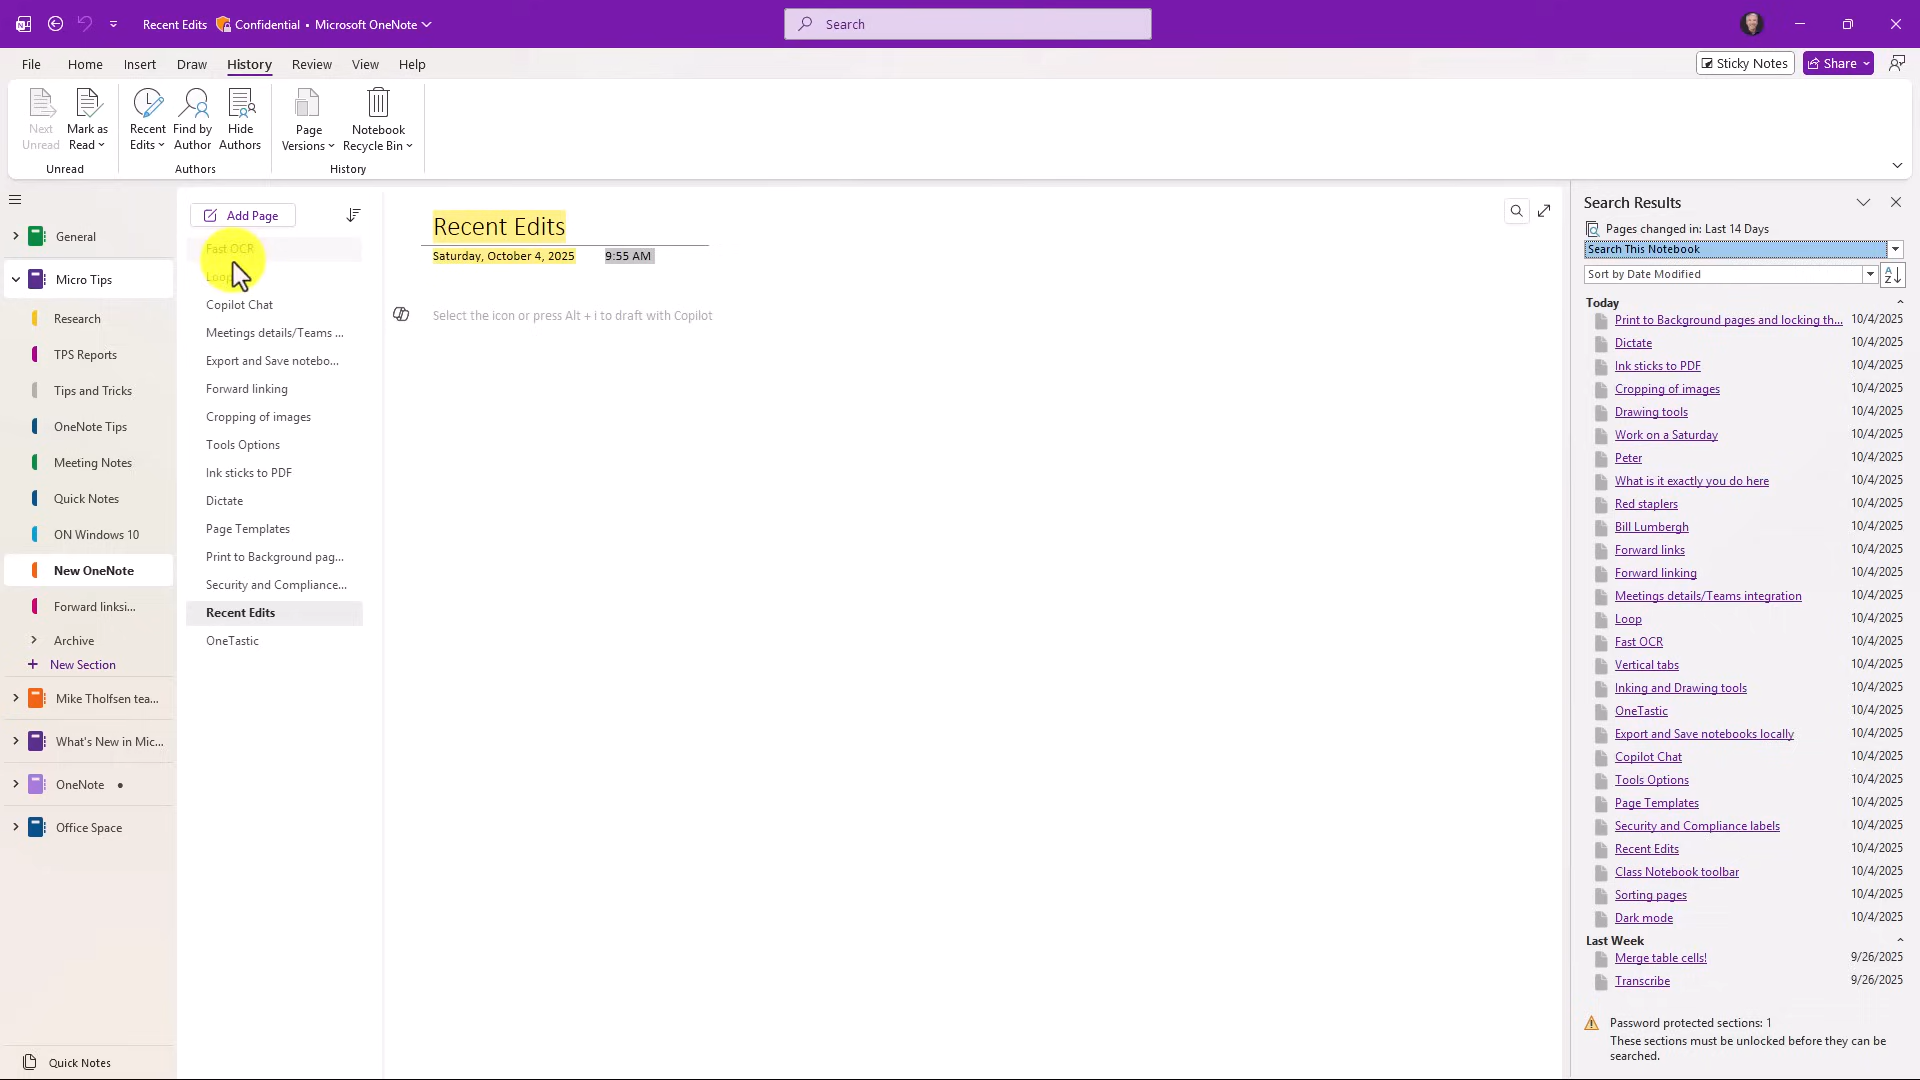 Recent Edits Confidential • Microsoft OneNote
Search
File Home Insert Draw History Review View Help
Sticky Notes Share
Next Unread
Mark as Read
Recent Edits
Find by Author
Hide Authors
Page Versions
Notebook Recycle Bin
Unread
Authors
History
General
Micro Tips
Research
TPS Reports
Tips and Tricks
OneNote Tips
Meeting Notes
Quick Notes
ON Windows 10
New OneNote
Forward linksi...
Archive
New Section
Mike Tholfsen tea...
What's New in Mic...
OneNote •
Office Space
Quick Notes
Add Page
Fast OCR
Loop
Copilot Chat
Meetings details/Teams ...
Export and Save notebo...
Forward linking
Cropping of images
Tools Options
Ink sticks to PDF
Dictate
Page Templates
Print to Background pag...
Security and Compliance...
Recent Edits
OneTastic
Recent Edits
Saturday, October 4, 2025 9:55 AM
Select the icon or press Alt + i to draft with Copilot
Search Results
Pages changed in: Last 14 Days
Search This Notebook
Sort by Date Modified
Today
Print to Background pages and locking th... 10/4/2025
Dictate 10/4/2025
Ink sticks to PDF 10/4/2025
Cropping of images 10/4/2025
Drawing tools 10/4/2025
Work on a Saturday 10/4/2025
Peter 10/4/2025
What is it exactly you do here 10/4/2025
Red staplers 10/4/2025
Bill Lumbergh 10/4/2025
Forward links 10/4/2025
Forward linking 10/4/2025
Meetings details/Teams integration 10/4/2025
Loop 10/4/2025
Fast OCR 10/4/2025
Vertical tabs 10/4/2025
Inking and Drawing tools 10/4/2025
OneTastic 10/4/2025
Export and Save notebooks locally 10/4/2025
Copilot Chat 10/4/2025
Tools Options 10/4/2025
Page Templates 10/4/2025
Security and Compliance labels 10/4/2025
Recent Edits 10/4/2025
Class Notebook toolbar 10/4/2025
Sorting pages 10/4/2025
Dark mode 10/4/2025
Last Week
Merge table cells! 9/26/2025
Transcribe 9/26/2025
Password protected sections: 1
These sections must be unlocked before they can be
searched.